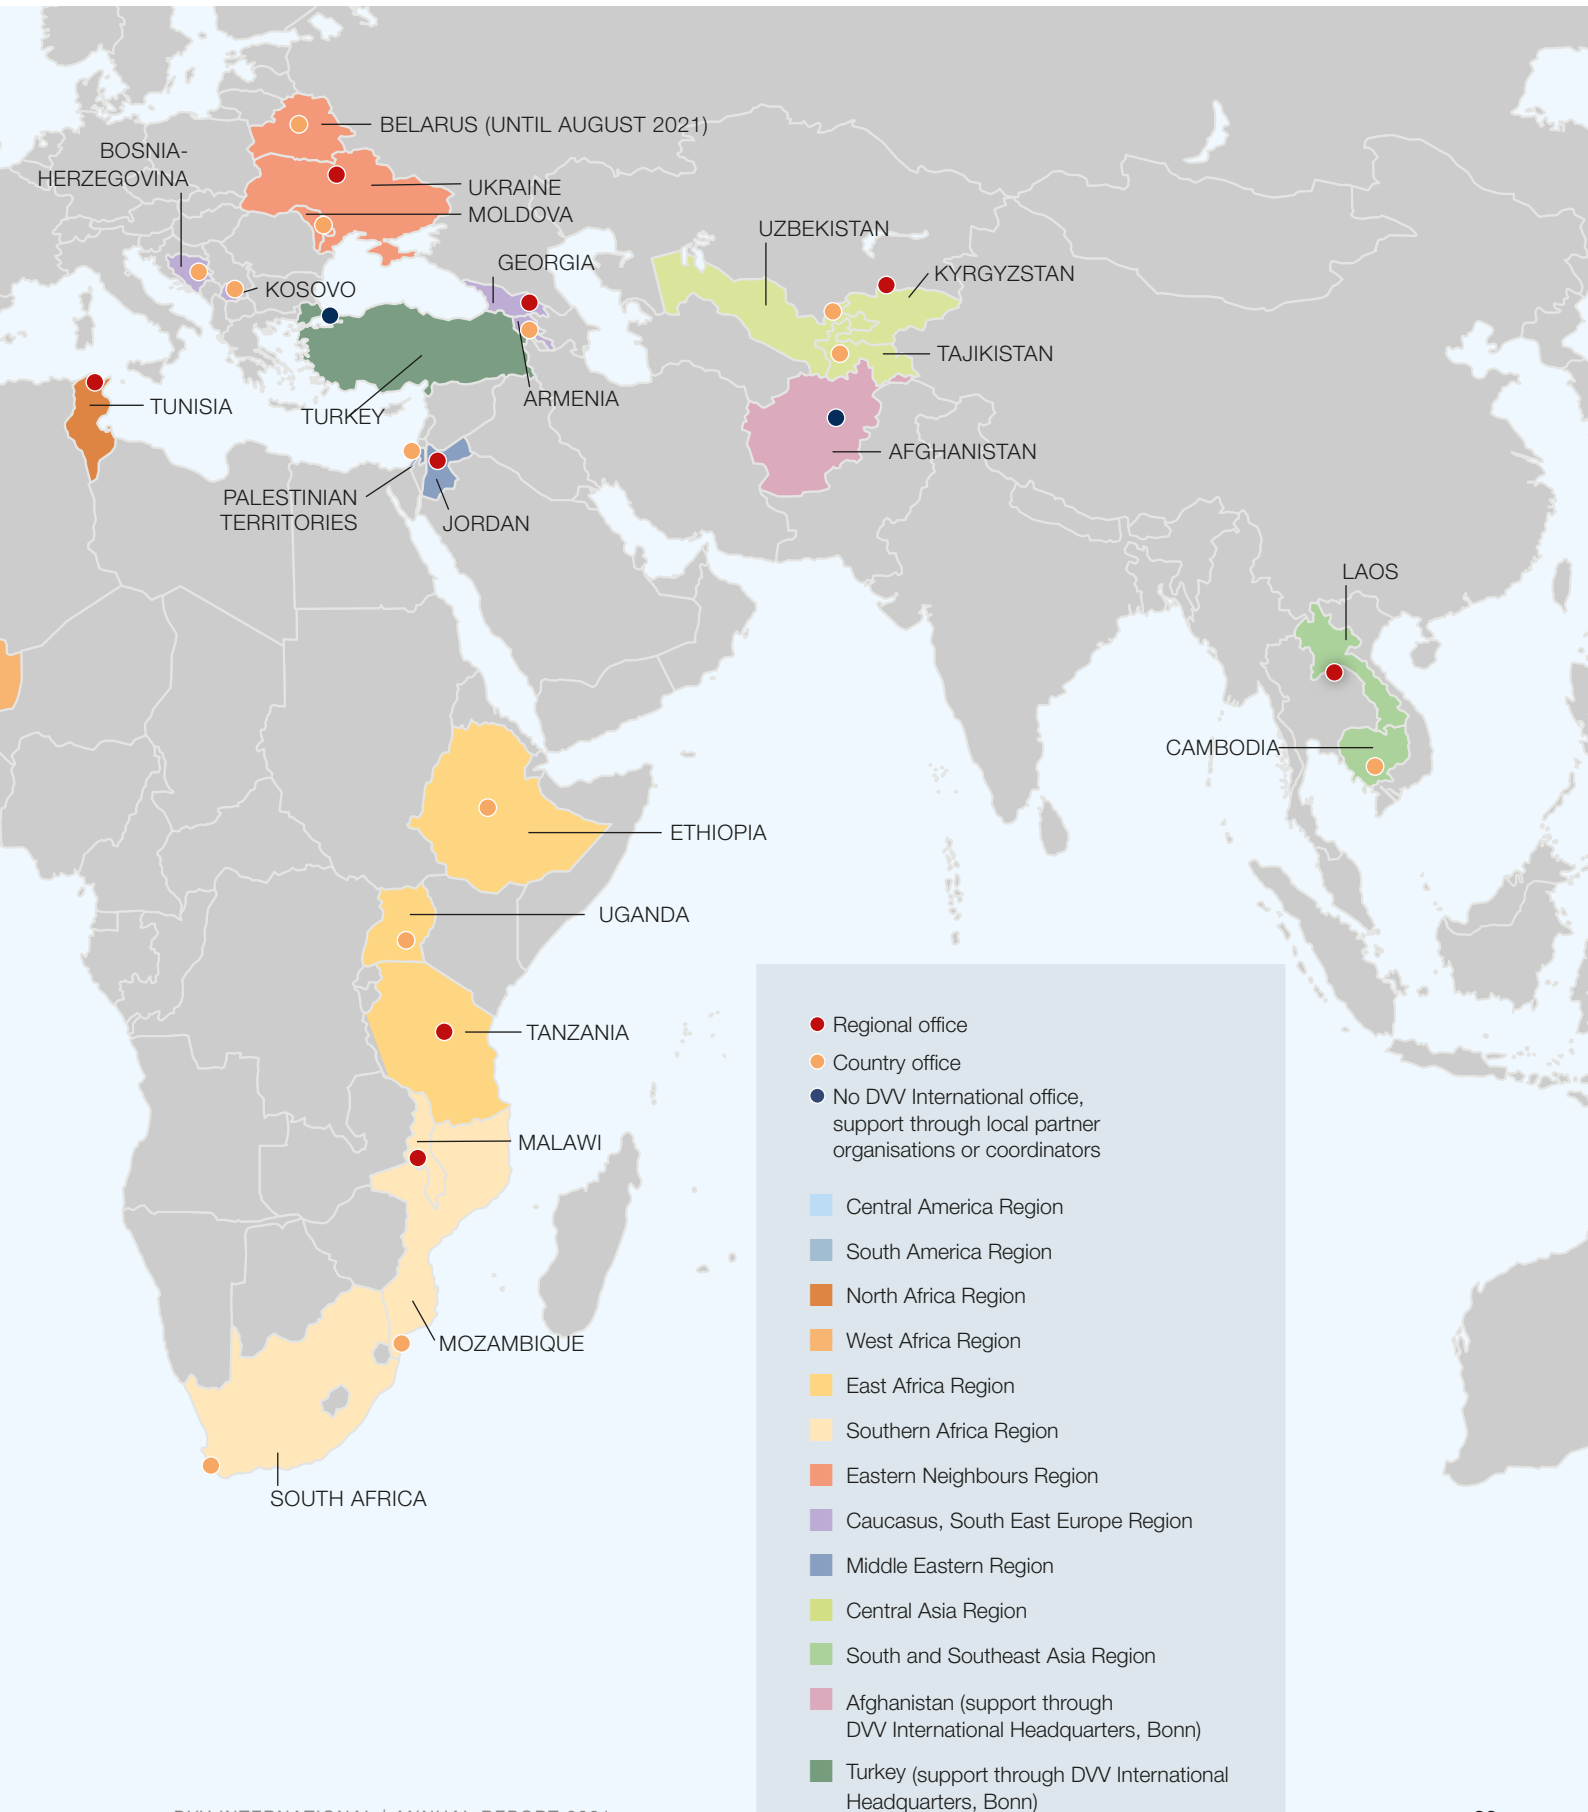 BELARUS (UNTIL AUGUST 2021)
BOSNIA-
HERZEGOVINA
UKRAINE
MOLDOVA
UZBEKISTAN
GEORGIA
KYRGYZSTAN
KOSOVO
TAJIKISTAN
ARMENIA
TUNISIA
TURKEY
AFGHANISTAN
PALESTINIAN
TERRITORIES
JORDAN
LAOS
CAMBODIA
ETHIOPIA
UGANDA
TANZANIA
MALAWI
MOZAMBIQUE
SOUTH AFRICA
Regional office
Country office
No DVV International office,
support through local partner
organisations or coordinators
Central America Region
South America Region
North Africa Region
West Africa Region
East Africa Region
Southern Africa Region
Eastern Neighbours Region
Caucasus, South East Europe Region
Middle Eastern Region
Central Asia Region
South and Southeast Asia Region
Afghanistan (support through
DVV International Headquarters, Bonn)
Turkey (support through DVV International
Headquarters, Bonn)
DVV INTERNATIONAL | ANNUAL REPORT 2021